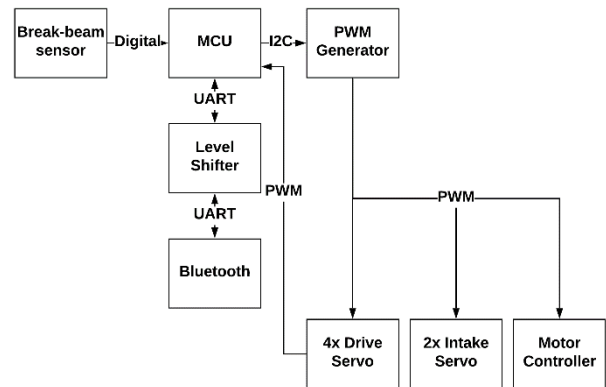 Break-beam
sensor
Digital
MCU
I2C
PWM
Generator
UART
Level
Shifter
PWM
PWM
UART
Bluetooth
4x Drive
Servo
2x Intake
Servo
Motor
Controller